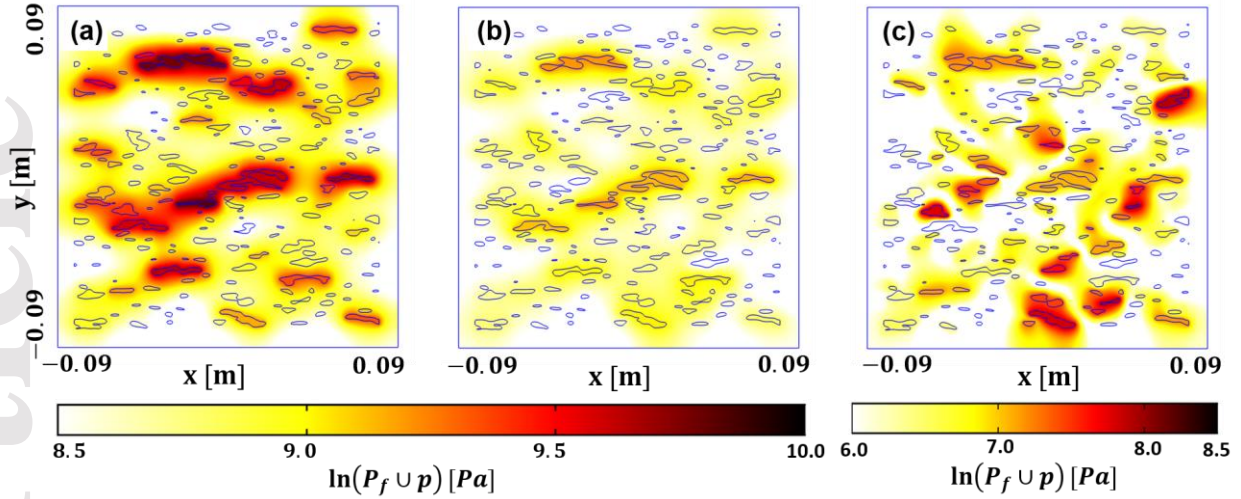 (a) (b) (c)
0.09
y [m]
−0.09
−0.09 0.09 −0.09 0.09 −0.09 0.09
x [m] x [m] x [m]
8.5 9.0 9.5 10.0 6.0 7.0 8.0 8.5
ln(P_f ∪ p) [Pa] ln(P_f ∪ p) [Pa]